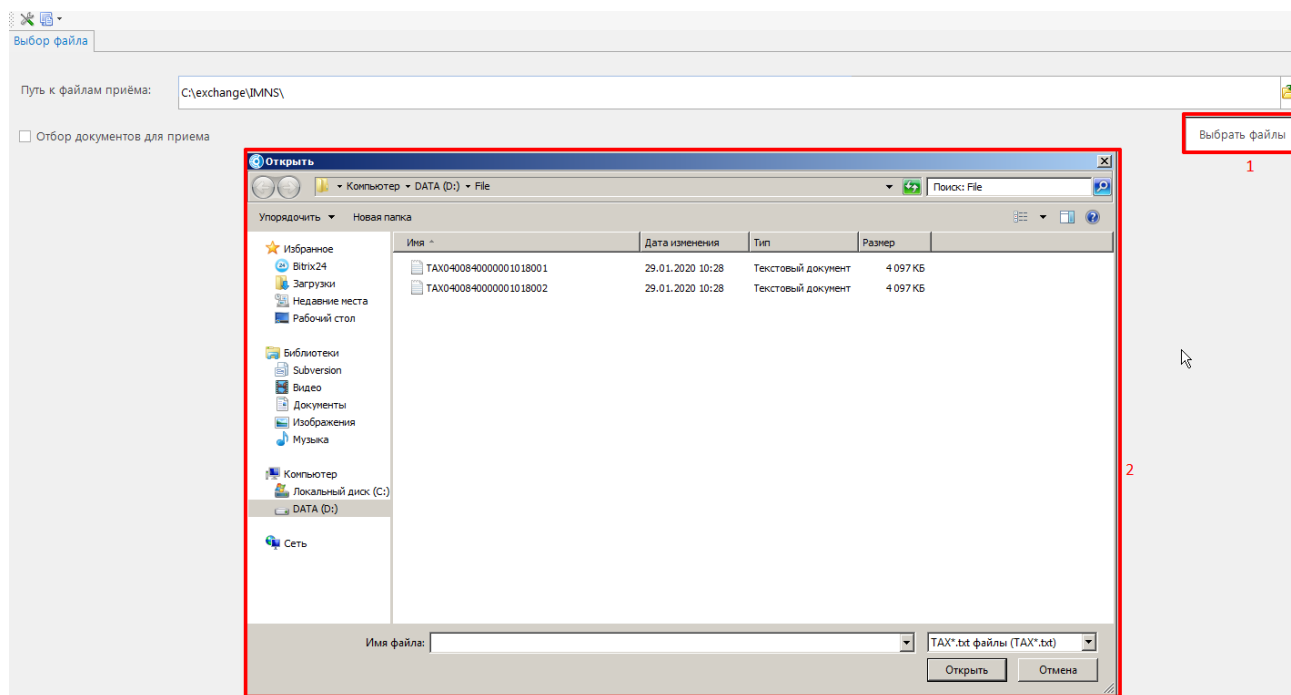 Выбор файла
Путь к файлам приёма: C:\exchange\IMNS\
Отбор документов для приема
Выбрать файлы
1
Открыть
Компьютер DATA (D:) File
Поиск: File
Упорядочить Новая папка
Имя Дата изменения Тип Размер
TAX0400840000001018001 29.01.2020 10:28 Текстовый документ 4 097 КБ
TAX0400840000001018002 29.01.2020 10:28 Текстовый документ 4 097 КБ
Избранное
Bitrix24
Загрузки
Недавние места
Рабочий стол
Библиотеки
Subversion
Видео
Документы
Изображения
Музыка
Компьютер
Локальный диск (C:)
DATA (D:)
Сеть
2
Имя файла: TAX*.txt файлы (TAX*.txt)
Открыть Отмена